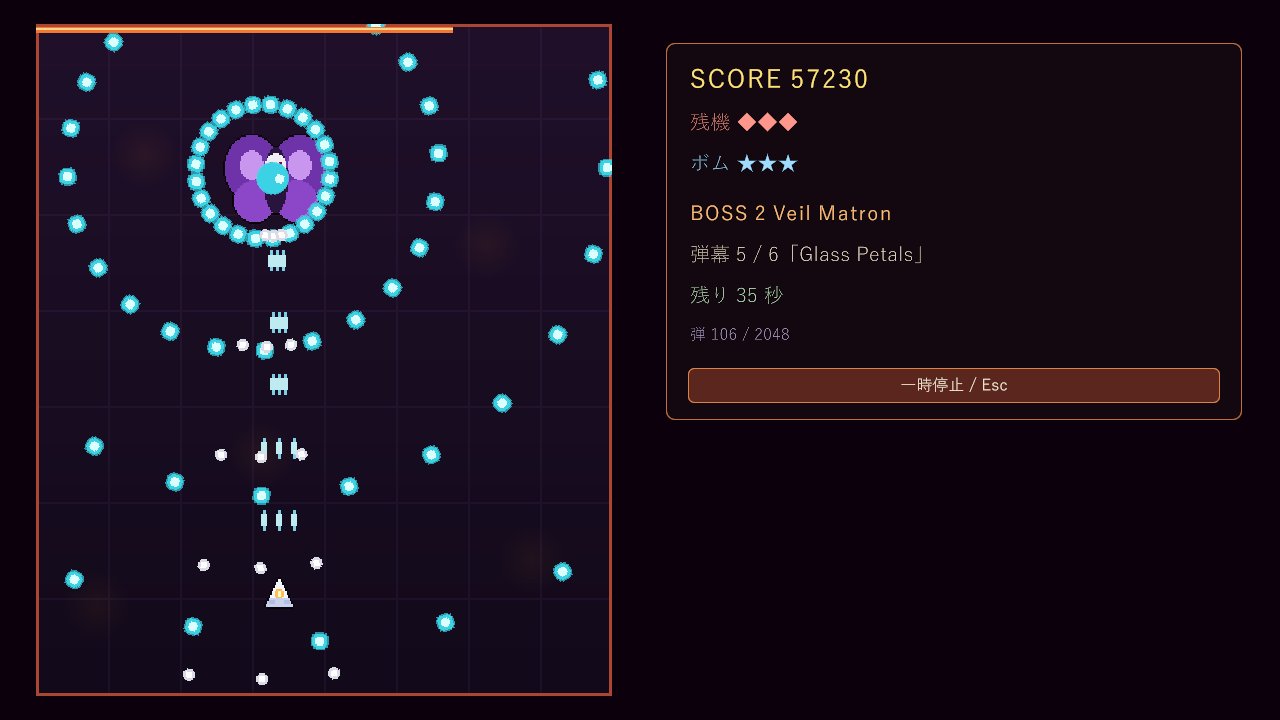 SCORE 57230
残機 ◆◆◆
ボム ★★★
BOSS 2 Veil Matron
弾幕 5 / 6「Glass Petals」
残り 35 秒
弾 106 / 2048
一時停止 / Esc